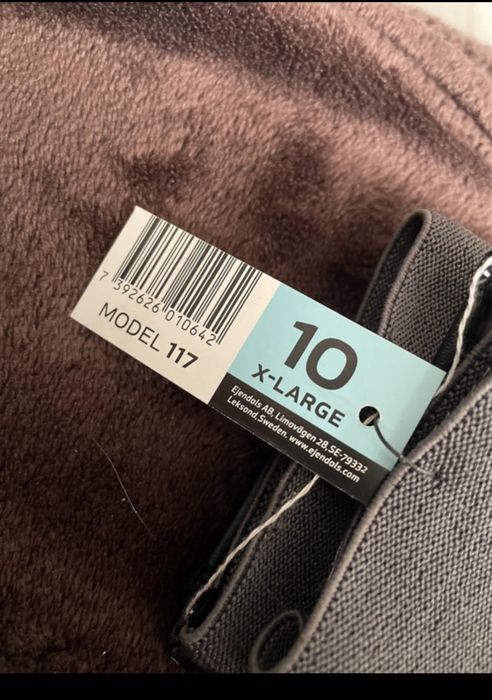 7 392626 010642
MODEL 117
10
X-LARGE
Ejendals AB, Limavägen 28, SE-79332
Leksand, Sweden. www.ejendals.com